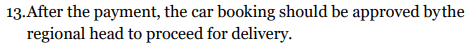 13.After the payment, the car booking should be approved bythe
regional head to proceed for delivery.